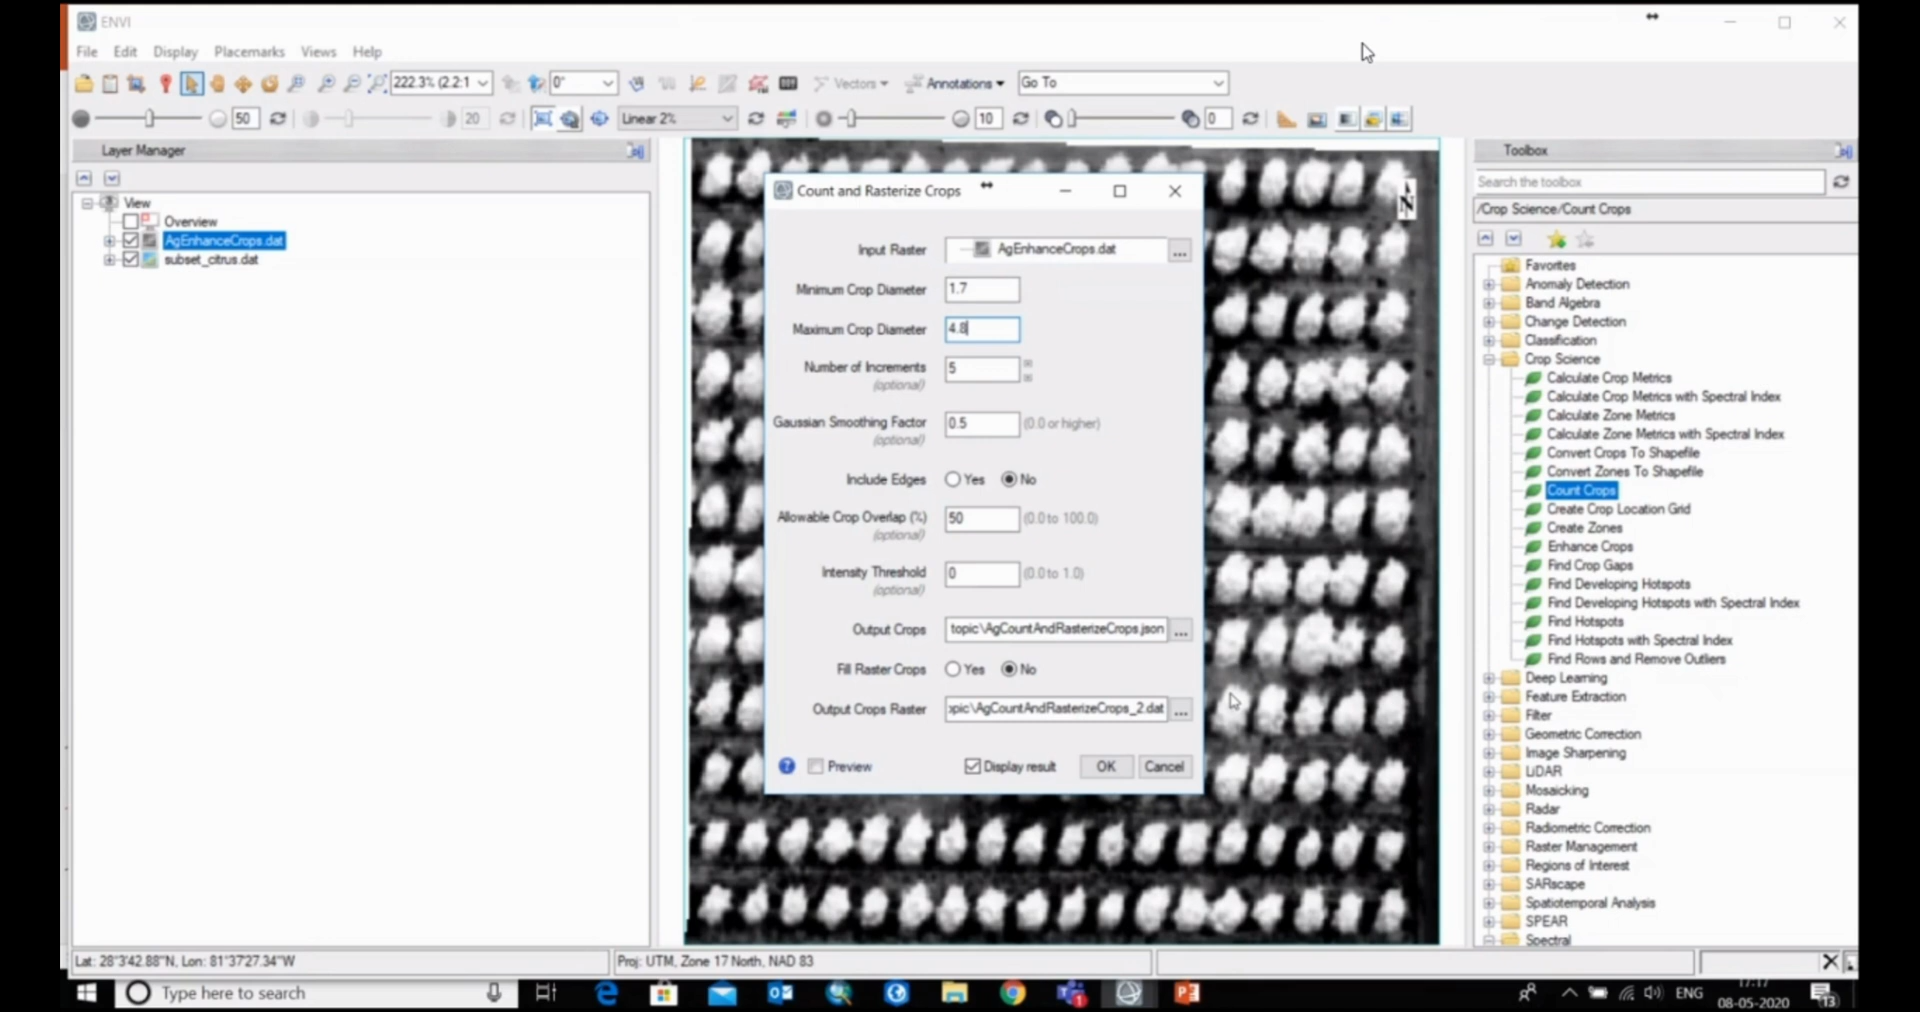 ENVI
File Edit Display Placemarks Views Help
222.3% (2.2:1 0° Vectors Annotations Go To
50 20 Linear 2% 10 0
Layer Manager
View
Overview
AgEnhanceCrops.dat
subset_citrus.dat
N
Count and Rasterize Crops
Input Raster AgEnhanceCrops.dat ...
Minimum Crop Diameter 1.7
Maximum Crop Diameter 4.8
Number of Increments 5
(optional)
Gaussian Smoothing Factor 0.5 (0.0 or higher)
(optional)
Include Edges Yes No
Allowable Crop Overlap (%) 50 (0.0 to 100.0)
(optional)
Intensity Threshold 0 (0.0 to 1.0)
(optional)
Output Crops topic\AgCountAndRasterizeCrops.json ...
Fill Raster Crops Yes No
Output Crops Raster pic\AgCountAndRasterizeCrops_2.dat ...
? Preview Display result OK Cancel
Toolbox
Search the toolbox
/Crop Science/Count Crops
Favorites
Anomaly Detection
Band Algebra
Change Detection
Classification
Crop Science
Calculate Crop Metrics
Calculate Crop Metrics with Spectral Index
Calculate Zone Metrics
Calculate Zone Metrics with Spectral Index
Convert Crops To Shapefile
Convert Zones To Shapefile
Count Crops
Create Crop Location Grid
Create Zones
Enhance Crops
Find Crop Gaps
Find Developing Hotspots
Find Developing Hotspots with Spectral Index
Find Hotspots
Find Hotspots with Spectral Index
Find Rows and Remove Outliers
Deep Learning
Feature Extraction
Filter
Geometric Correction
Image Sharpening
LiDAR
Mosaicking
Radar
Radiometric Correction
Raster Management
Regions of Interest
SARscape
Spatiotemporal Analysis
SPEAR
Spectral
Lat: 28°3'42.88"N, Lon: 81°37'27.34"W Proj: UTM, Zone 17 North, NAD 83
Type here to search 1 ENG 17:17 13
08-05-2020